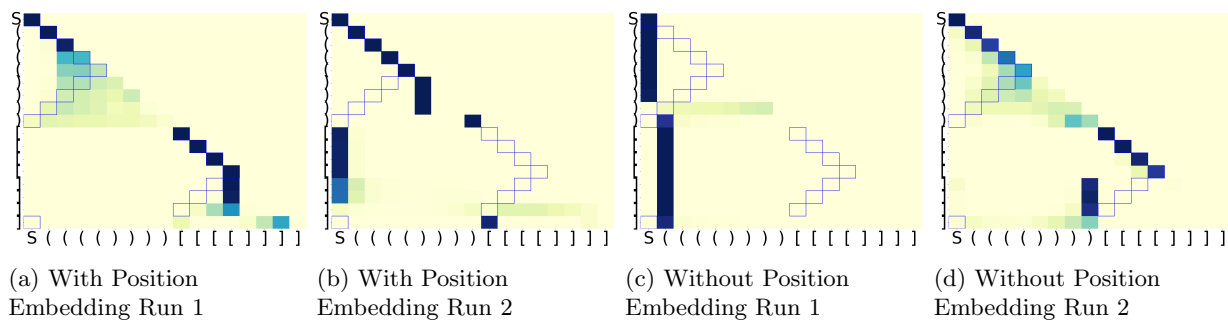 S
S ( ( ( ( ) ) ) ) [ [ [ [ ] ] ] ]
(a) With Position
Embedding Run 1
S
S ( ( ( ( ) ) ) ) [ [ [ [ ] ] ] ]
(b) With Position
Embedding Run 2
S
S ( ( ( ( ) ) ) ) [ [ [ [ ] ] ] ]
(c) Without Position
Embedding Run 1
S
S ( ( ( ( ) ) ) ) [ [ [ [ ] ] ] ]
(d) Without Position
Embedding Run 2